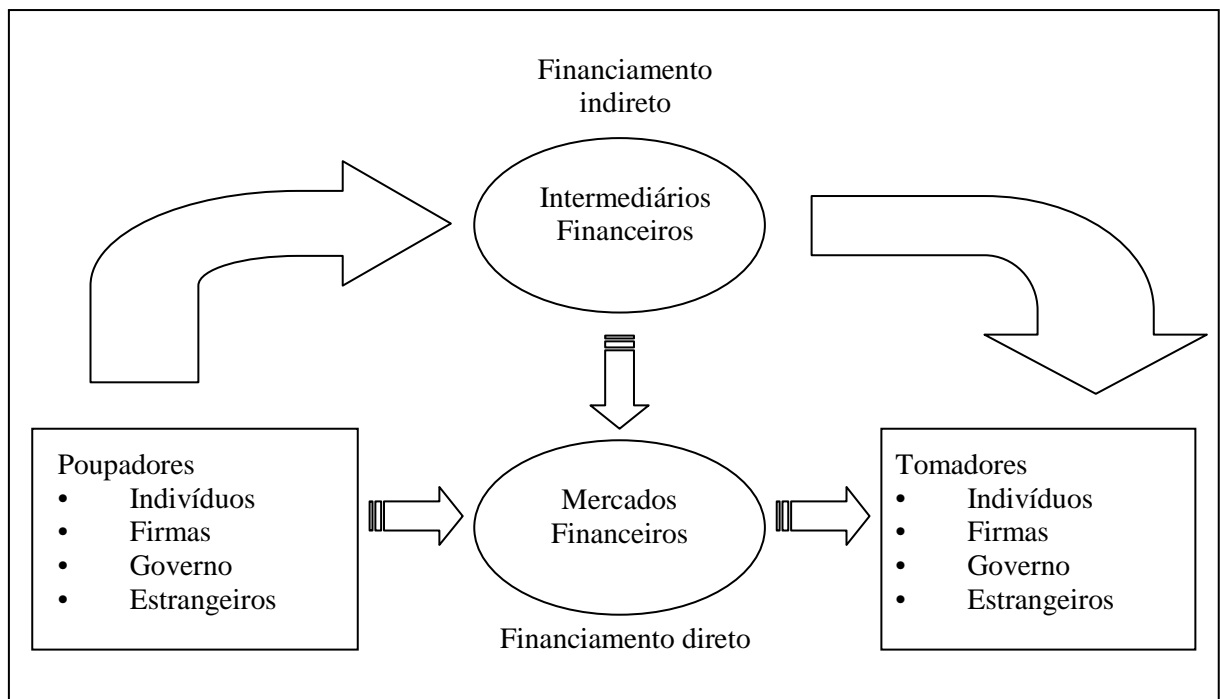 Financiamento
indireto
Intermediários
Financeiros
Poupadores
• Indivíduos
• Firmas
• Governo
• Estrangeiros
Mercados
Financeiros
Financiamento direto
Tomadores
• Indivíduos
• Firmas
• Governo
• Estrangeiros